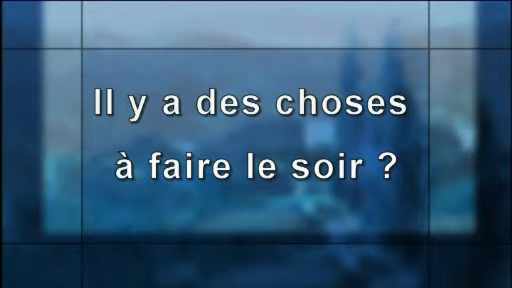 Il y a des choses
à faire le soir ?